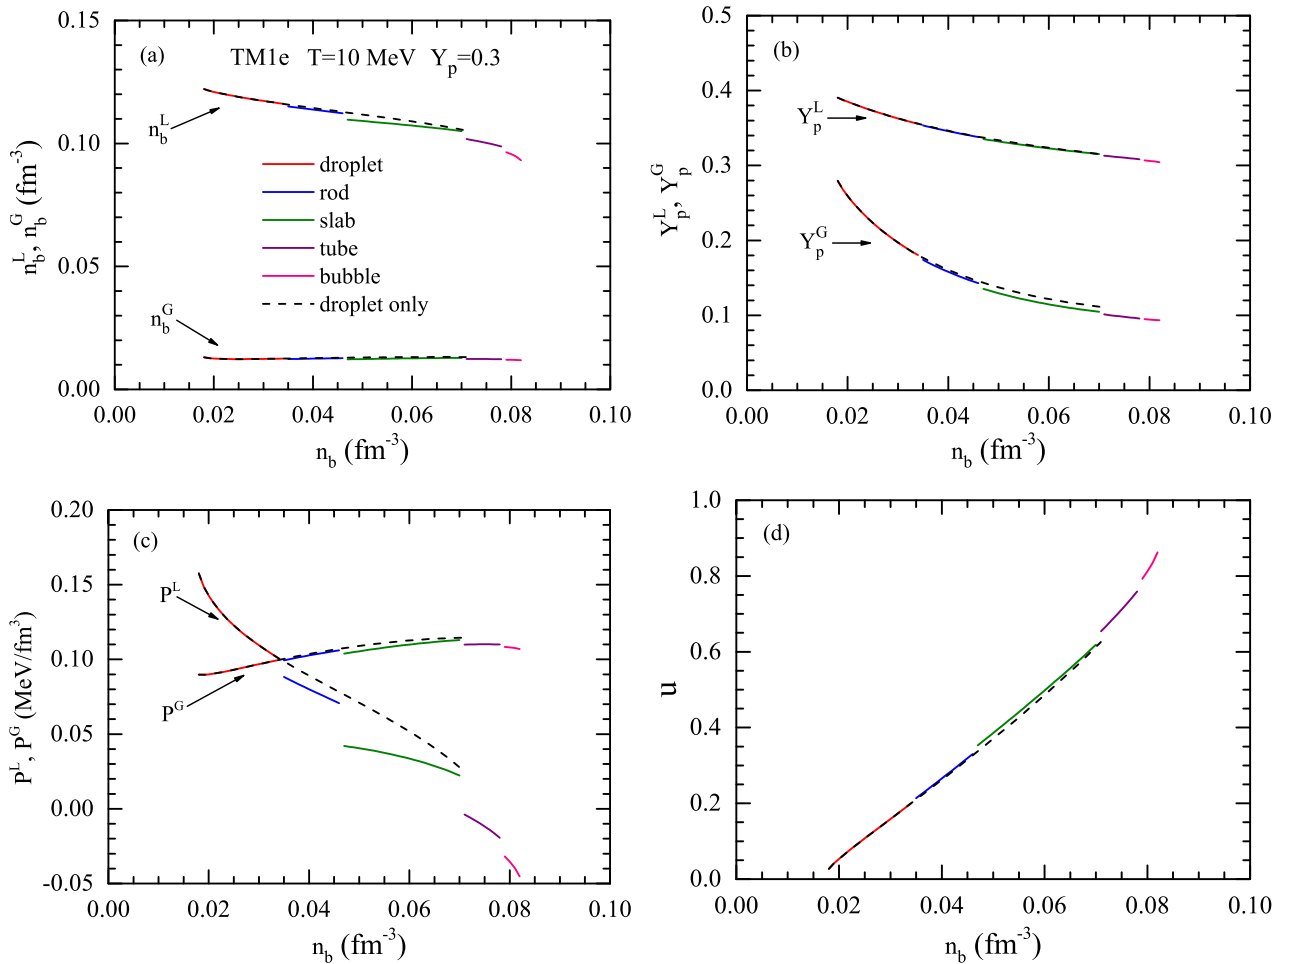 (a) TM1e T=10 MeV Y_p=0.3
0.15
0.10
0.05
0.00
n_b^L, n_b^G (fm^-3)
n_b^L
n_b^G
droplet
rod
slab
tube
bubble
droplet only
0.00 0.02 0.04 0.06 0.08 0.10
n_b (fm^-3)
(b)
0.5
0.4
0.3
0.2
0.1
0.0
Y_p^L, Y_p^G
Y_p^L
Y_p^G
0.00 0.02 0.04 0.06 0.08 0.10
n_b (fm^-3)
(c)
0.20
0.15
0.10
0.05
0.00
-0.05
P^L, P^G (MeV/fm^3)
P^L
P^G
0.00 0.02 0.04 0.06 0.08 0.10
n_b (fm^-3)
(d)
1.0
0.8
0.6
0.4
0.2
0.0
u
0.00 0.02 0.04 0.06 0.08 0.10
n_b (fm^-3)